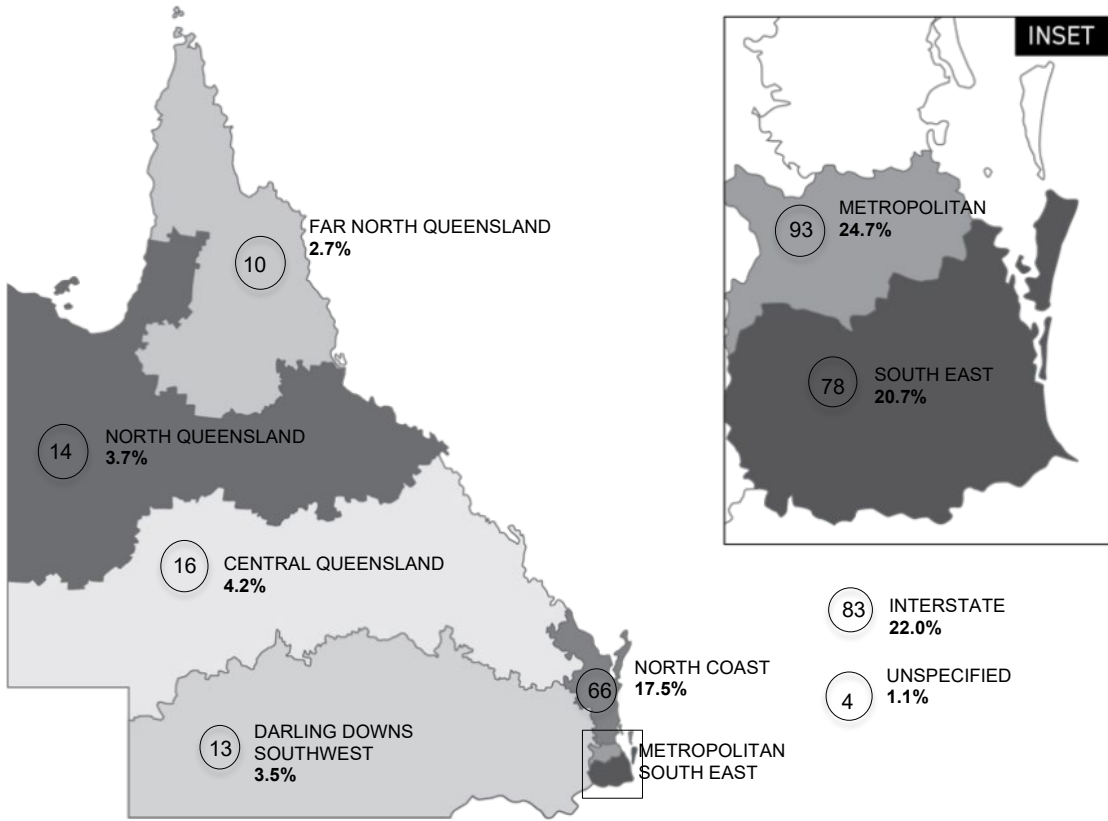 INSET
FAR NORTH QUEENSLAND
2.7%
10
METROPOLITAN
24.7%
93
SOUTH EAST
20.7%
78
NORTH QUEENSLAND
3.7%
14
CENTRAL QUEENSLAND
4.2%
16
INTERSTATE
22.0%
83
NORTH COAST
17.5%
66
UNSPECIFIED
1.1%
4
DARLING DOWNS
SOUTHWEST
3.5%
13
METROPOLITAN
SOUTH EAST